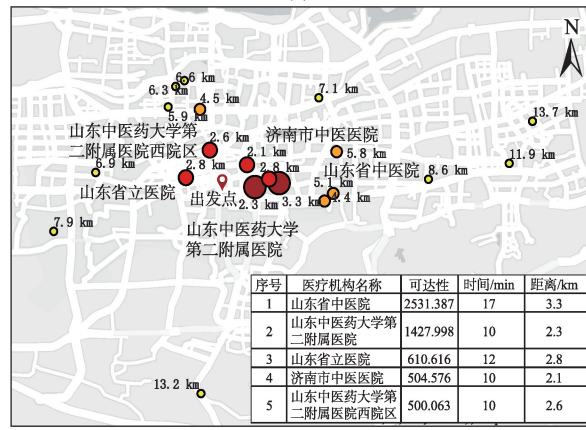 N
6.6 km
6.3 km
7.1 km
5.9 km
4.5 km
13.7 km
山东中医药大学第
二附属医院西院区
2.6 km
济南市中医医院
2.1 km
5.8 km
山东省中医院
11.9 km
6.9 km
2.8 km
2.8 km
8.6 km
山东省立医院
出发点
2.3 km
3.3 km
5.1 km
4.4 km
山东中医药大学
第二附属医院
7.9 km
13.2 km
序号 医疗机构名称 可达性 时间/min 距离/km
1 山东省中医院 2531.387 17 3.3
2 山东中医药大学第
二附属医院 1427.998 10 2.3
3 山东省立医院 610.616 12 2.8
4 济南市中医医院 504.576 10 2.1
5 山东中医药大学第
二附属医院西院区 500.063 10 2.6